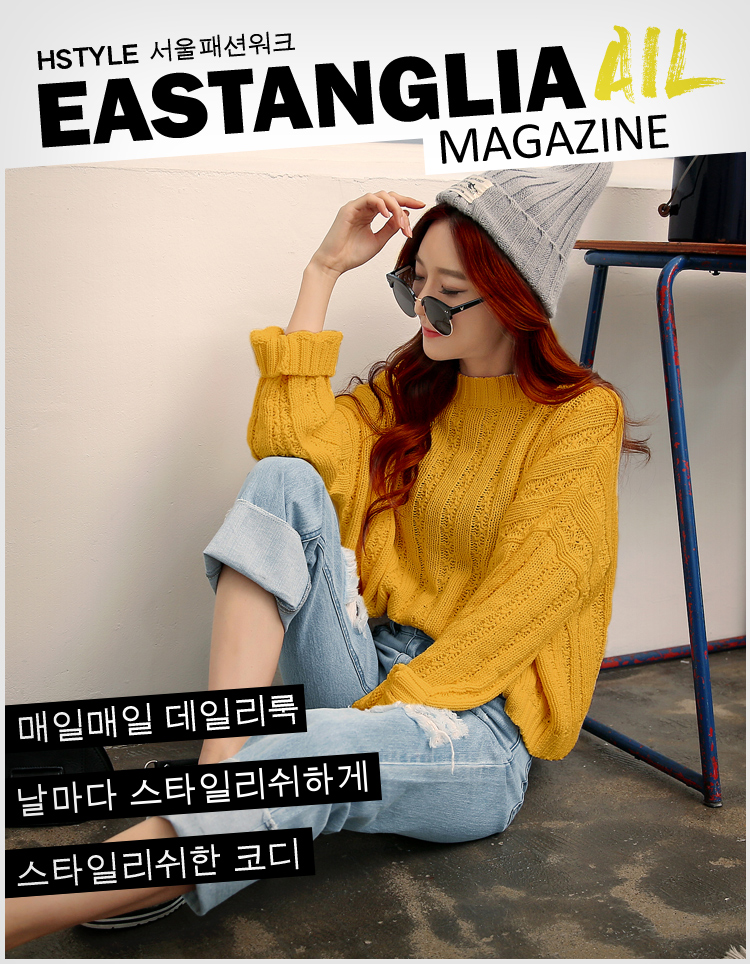 HSTYLE 서울패션워크
EASTANGLIA AIL
MAGAZINE
매일매일 데일리룩
날마다 스타일리쉬하게
스타일리쉬한 코디